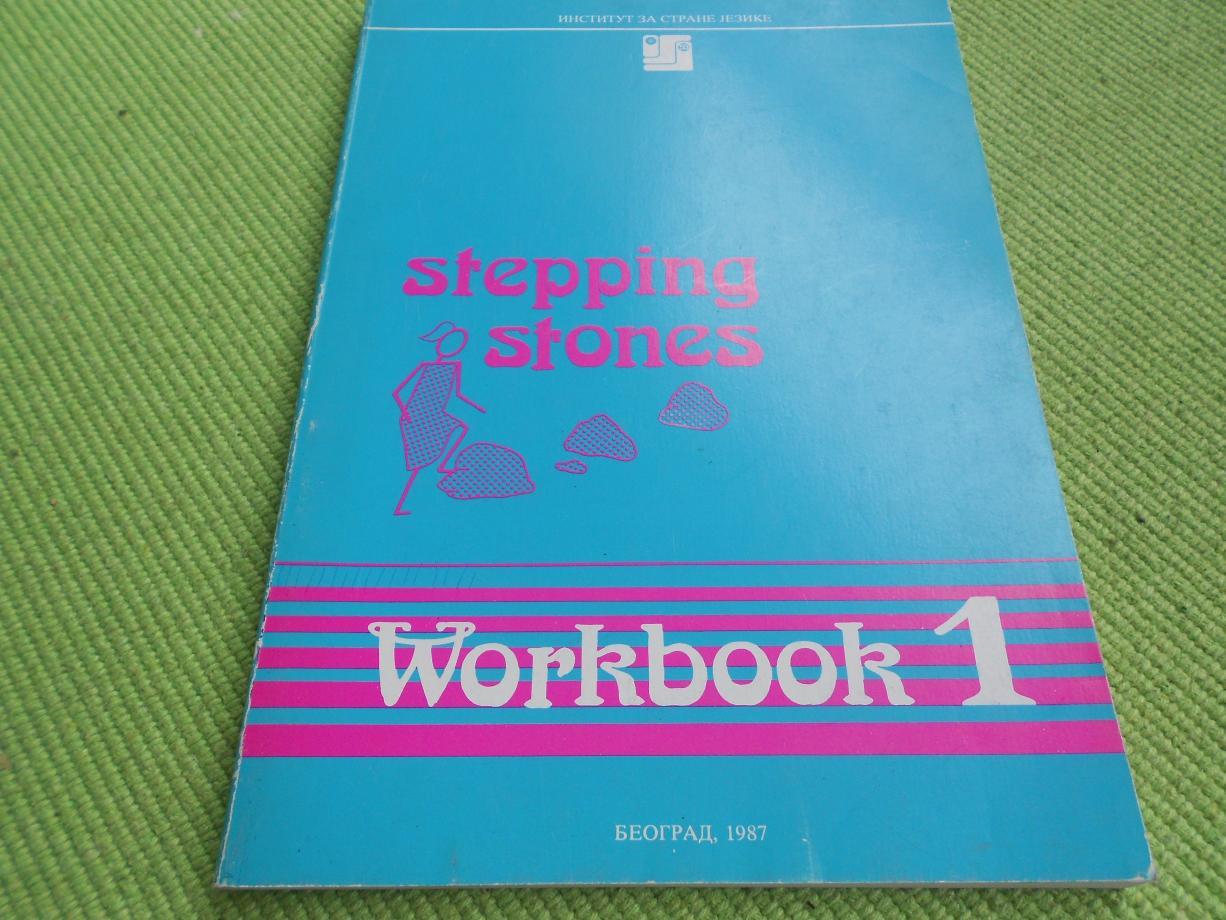 ИНСТИТУТ ЗА СТРАНЕ ЈЕЗИКЕ
stepping
stones
Workbook 1
БЕОГРАД, 1987